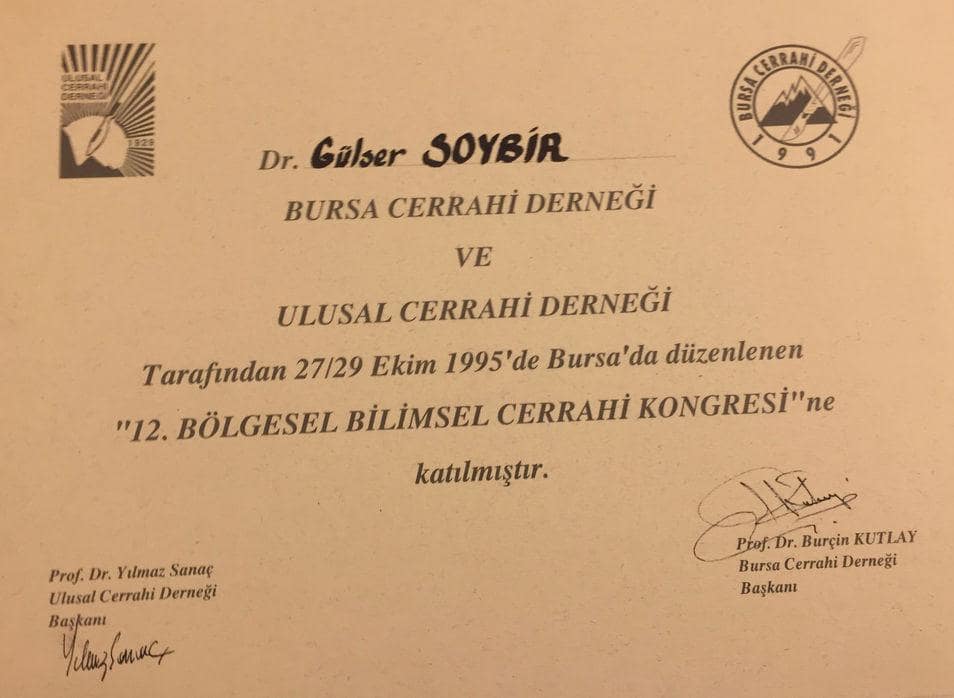 ULUSAL
CERRAHİ
DERNEĞİ
1929
BURSA CERRAHİ DERNEĞİ
1991
Dr. Gülser SOYBİR
BURSA CERRAHİ DERNEĞİ
VE
ULUSAL CERRAHİ DERNEĞİ
Tarafından 27/29 Ekim 1995'de Bursa'da düzenlenen
"12. BÖLGESEL BİLİMSEL CERRAHİ KONGRESİ"ne
katılmıştır.
Prof. Dr. Burçin KUTLAY
Bursa Cerrahi Derneği
Başkanı
Prof. Dr. Yılmaz Sanaç
Ulusal Cerrahi Derneği
Başkanı